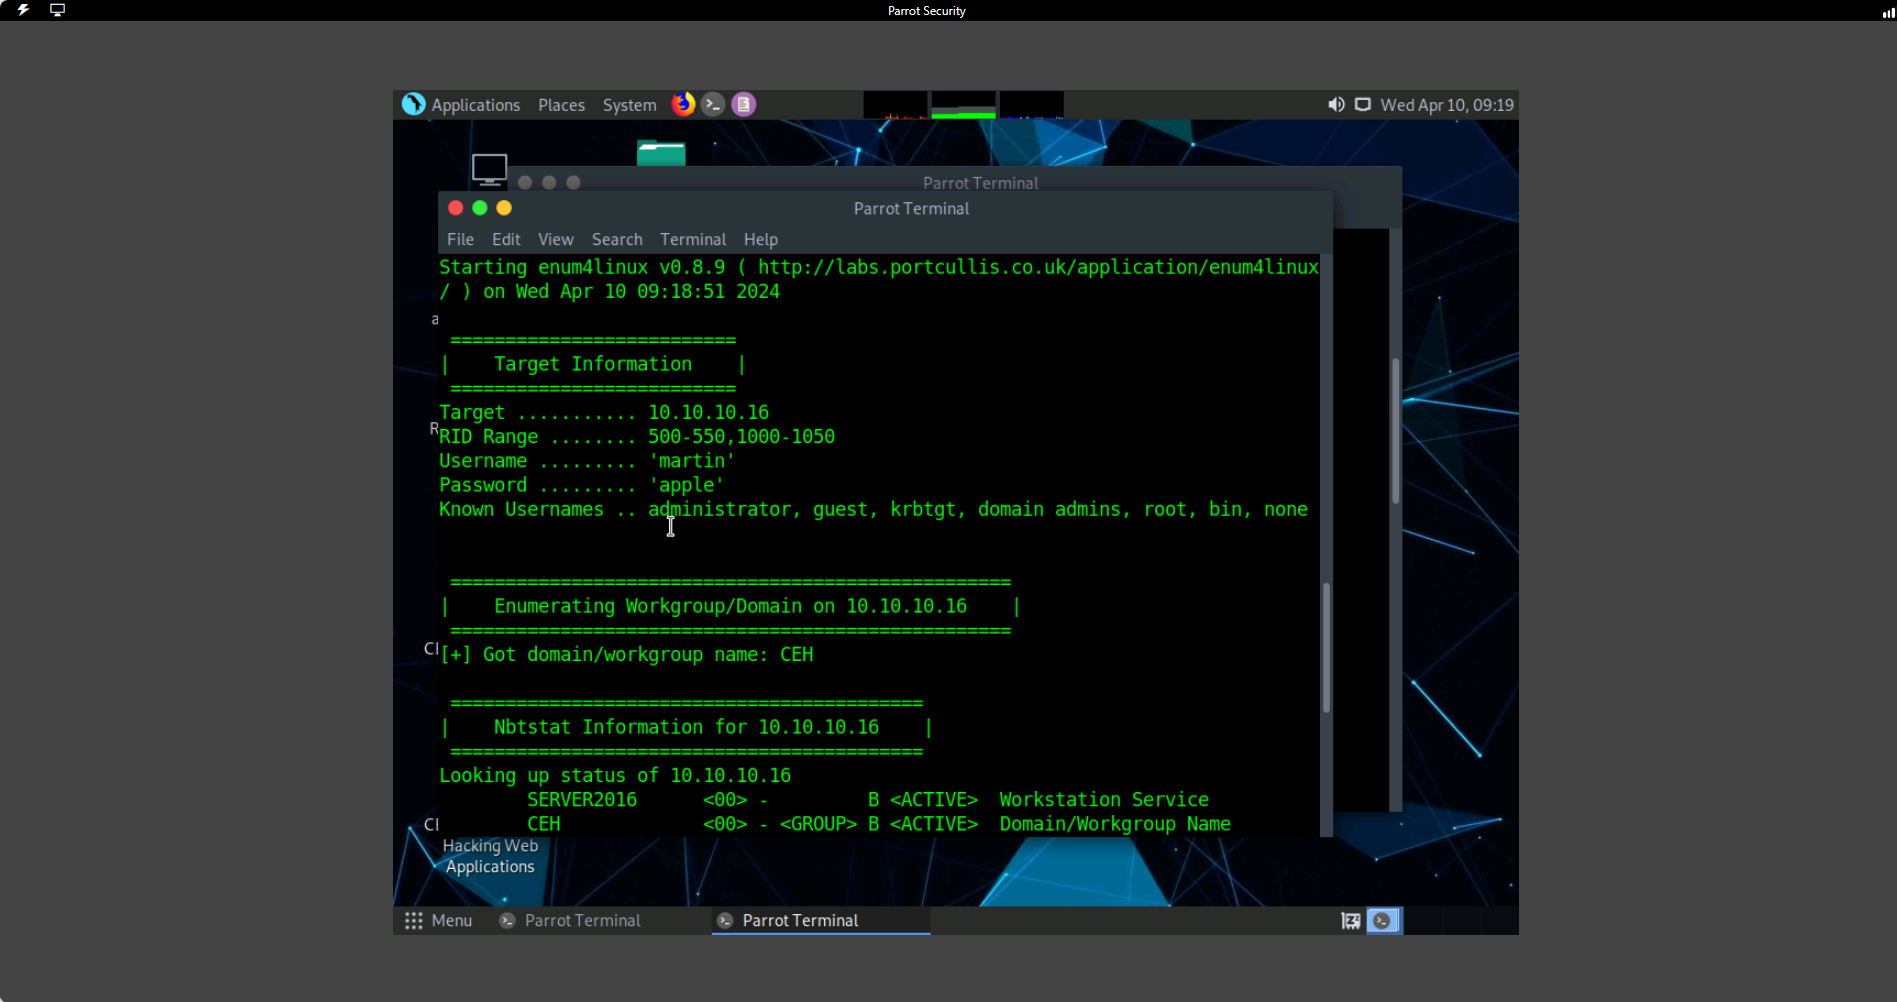 Parrot Security
Applications Places System Wed Apr 10, 09:19
Parrot Terminal
Parrot Terminal
File Edit View Search Terminal Help
Starting enum4linux v0.8.9 ( http://labs.portcullis.co.uk/application/enum4linux
/ ) on Wed Apr 10 09:18:51 2024
==========================
| Target Information |
==========================
Target ........... 10.10.10.16
RID Range ........ 500-550,1000-1050
Username ......... 'martin'
Password ......... 'apple'
Known Usernames .. administrator, guest, krbtgt, domain admins, root, bin, none
===================================================
| Enumerating Workgroup/Domain on 10.10.10.16 |
===================================================
[+] Got domain/workgroup name: CEH
===========================================
| Nbtstat Information for 10.10.10.16 |
===========================================
Looking up status of 10.10.10.16
SERVER2016 <00> - B <ACTIVE> Workstation Service
CEH <00> - <GROUP> B <ACTIVE> Domain/Workgroup Name
Hacking Web
Applications
Menu Parrot Terminal Parrot Terminal